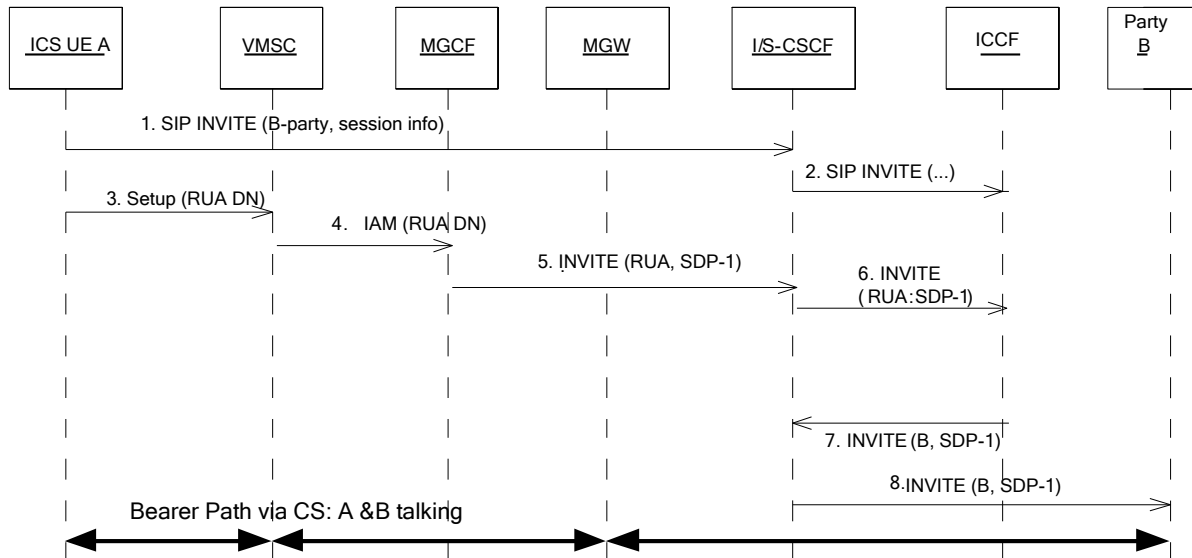 ICS UE A
VMSC
MGCF
MGW
I/S-CSCF
ICCF
Party
B
1. SIP INVITE (B-party, session info)
2. SIP INVITE (...)
3. Setup (RUA DN)
4. IAM (RUA DN)
5. INVITE (RUA, SDP-1)
6. INVITE
(RUA:SDP-1)
7. INVITE (B, SDP-1)
8.INVITE (B, SDP-1)
Bearer Path via CS: A &B talking